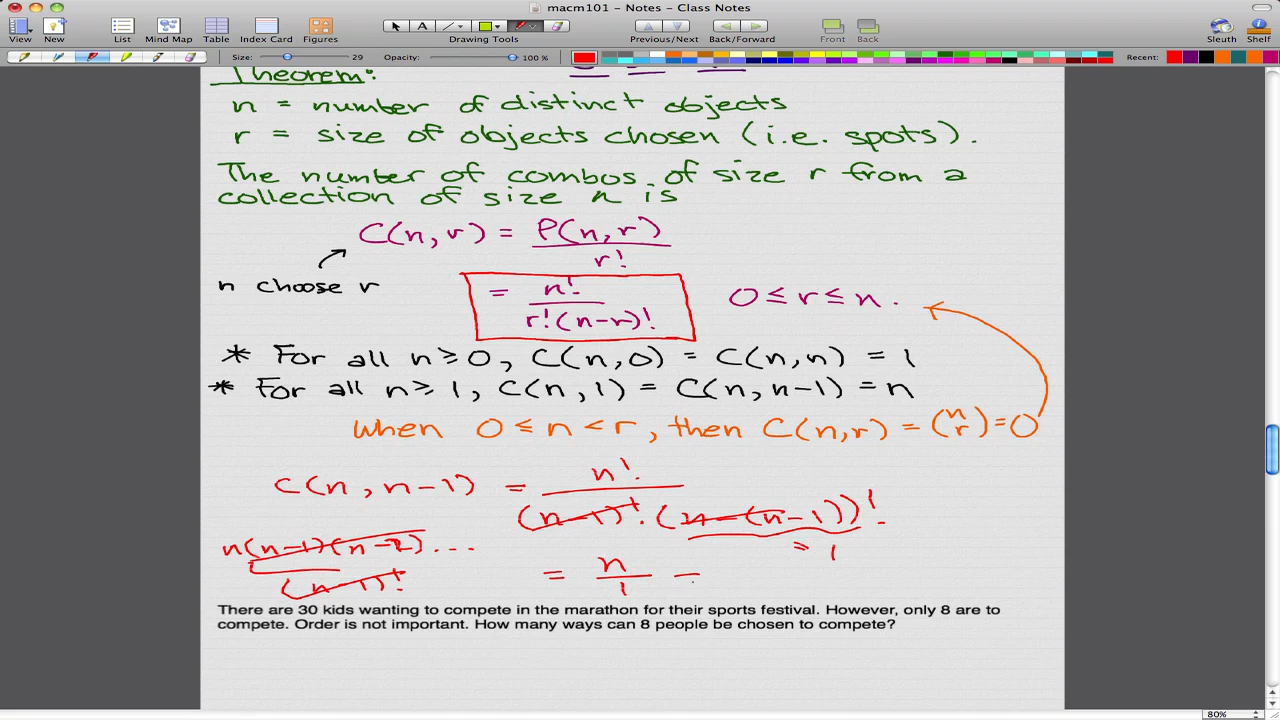 macm101 - Notes - Class Notes
View New List Mind Map Table Index Card Figures Drawing Tools Previous/Next Back/Forward Front Back Sleuth Shelf
Size: 29 Opacity: 100 % Recent:
Theorem:
n = number of distinct objects
r = size of objects chosen (i.e. spots).
The number of combos of size r from a
collection of size n is
C(n,r) = P(n,r)
r!
n choose r
= n!
r!(n-r)!
0 ≤ r ≤ n.
* For all n ≥ 0, C(n,0) = C(n,n) = 1
* For all n ≥ 1, C(n,1) = C(n,n-1) = n
when 0 ≤ n < r, then C(n,r) = (n r) = 0
C(n,n-1) = n!
(n-1)! · (n-(n-1))!
= 1
n(n-1)(n-2)...
(n-1)!
= n =
1
There are 30 kids wanting to compete in the marathon for their sports festival. However, only 8 are to
compete. Order is not important. How many ways can 8 people be chosen to compete?
80%